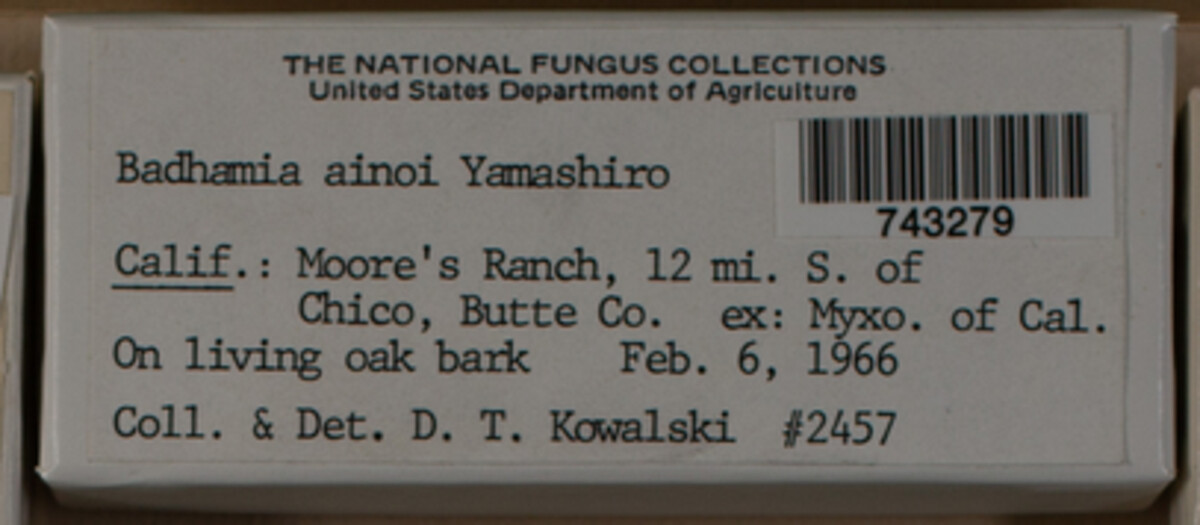 THE NATIONAL FUNGUS COLLECTIONS
United States Department of Agriculture
Badhamia ainoi Yamashiro
743279
Calif.: Moore's Ranch, 12 mi. S. of
Chico, Butte Co. ex: Myxo. of Cal.
On living oak bark Feb. 6, 1966
Coll. & Det. D. T. Kowalski #2457